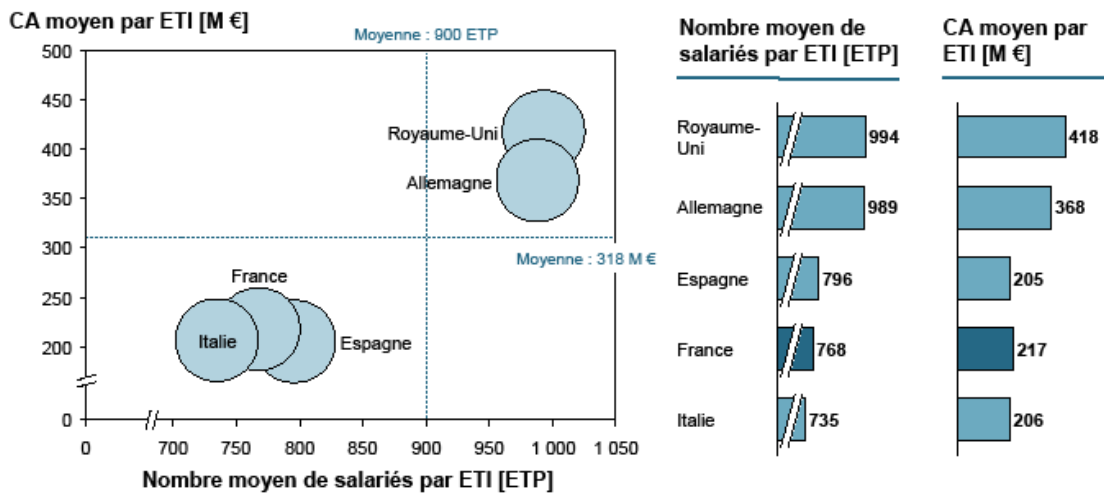 CA moyen par ETI [M €]
Moyenne : 900 ETP
500
450
400
350
300
250
200
0
Royaume-Uni
Allemagne
Moyenne : 318 M €
France
Italie
Espagne
0 700 750 800 900 950 1 000 1 050
Nombre moyen de salariés par ETI [ETP]
Nombre moyen de
salariés par ETI [ETP]
Royaume-
Uni
994
Allemagne
989
Espagne
796
France
768
Italie
735
CA moyen par
ETI [M €]
418
368
205
217
206